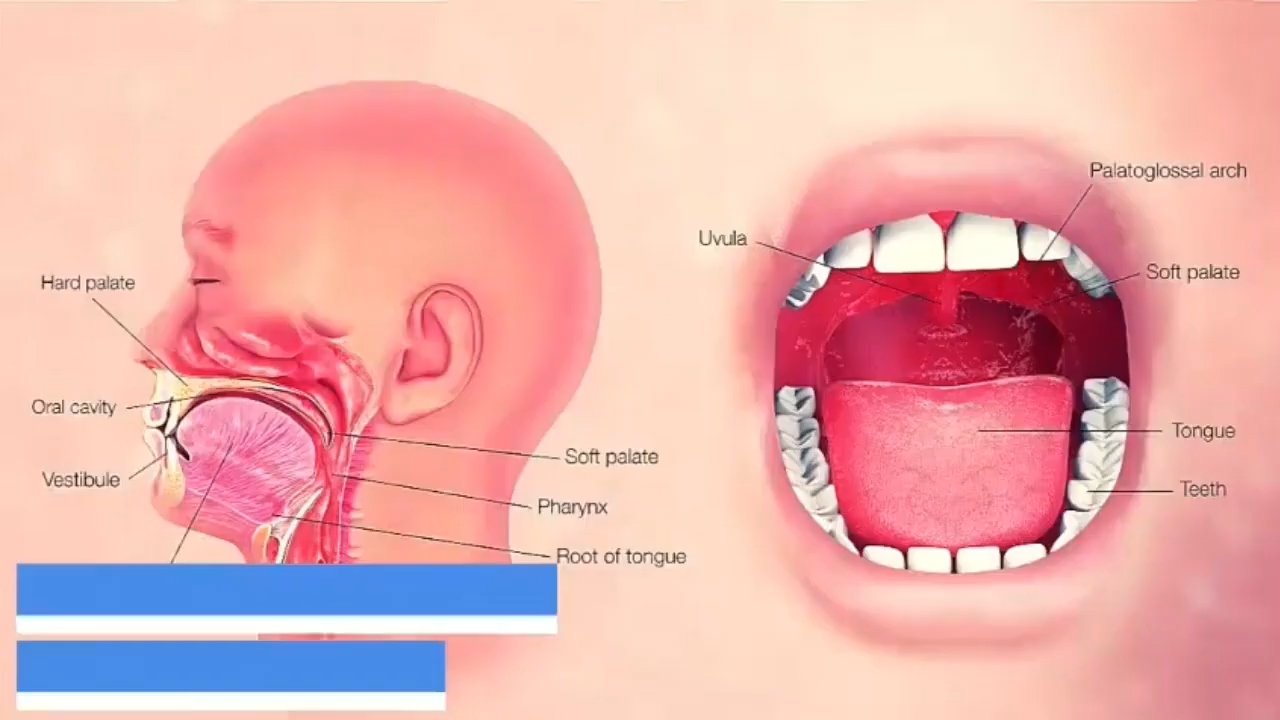 Hard palate
Oral cavity
Vestibule
Soft palate
Pharynx
Root of tongue
Uvula
Palatoglossal arch
Soft palate
Tongue
Teeth